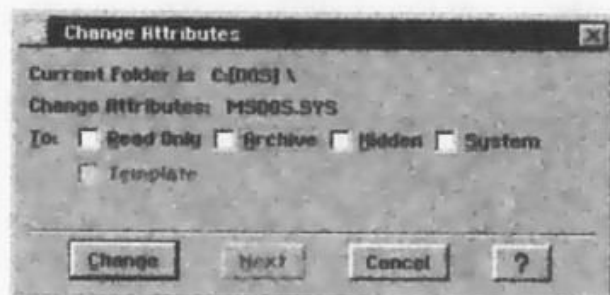 Change Attributes
Current Folder is C:[DOS] \
Change Attributes: MSDOS.SYS
To: Read Only Archive Hidden System
Template
Change Next Cancel ?